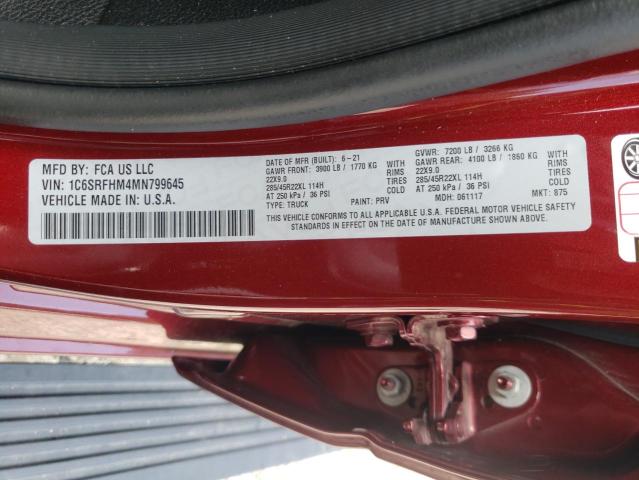 MFD BY: FCA US LLC
VIN: 1C6SRFHM4MN799645
VEHICLE MADE IN: U.S.A.
DATE OF MFR (BUILT): 6-21
GAWR FRONT: 3900 LB / 1770 KG
22X9.0 TIRES
285/45R22XL 114H COLD
AT 250 kPa / 36 PSI
TYPE: TRUCK PAINT: PRV
GVWR: 7200 LB / 3266 KG
GAWR REAR: 4100 LB / 1860 KG
22X9.0 TIRES
285/45R22XL 114H COLD
AT 250 kPa / 36 PSI
MDH: 061117 MKT: 875
THIS VEHICLE CONFORMS TO ALL APPLICABLE U.S.A. FEDERAL MOTOR VEHICLE SAFETY
STANDARDS IN EFFECT ON THE DATE OF MANUFACTURE SHOWN ABOVE.